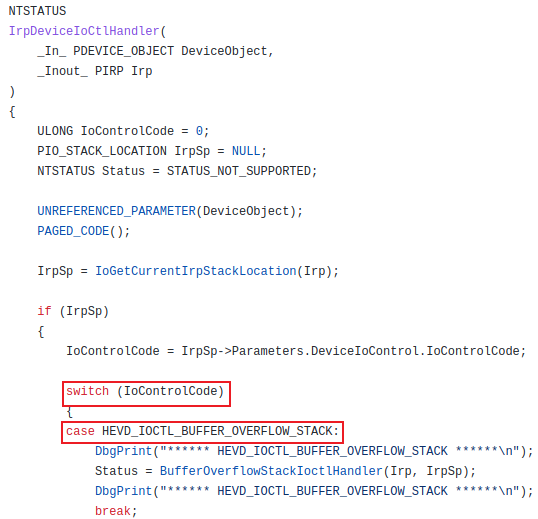 NTSTATUS
IrpDeviceIoCtlHandler(
    _In_ PDEVICE_OBJECT DeviceObject,
    _Inout_ PIRP Irp
)
{
    ULONG IoControlCode = 0;
    PIO_STACK_LOCATION IrpSp = NULL;
    NTSTATUS Status = STATUS_NOT_SUPPORTED;

    UNREFERENCED_PARAMETER(DeviceObject);
    PAGED_CODE();

    IrpSp = IoGetCurrentIrpStackLocation(Irp);

    if (IrpSp)
    {
        IoControlCode = IrpSp->Parameters.DeviceIoControl.IoControlCode;

        switch (IoControlCode)
        {
        case HEVD_IOCTL_BUFFER_OVERFLOW_STACK:
            DbgPrint("****** HEVD_IOCTL_BUFFER_OVERFLOW_STACK ******\n");
            Status = BufferOverflowStackIoctlHandler(Irp, IrpSp);
            DbgPrint("****** HEVD_IOCTL_BUFFER_OVERFLOW_STACK ******\n");
            break;